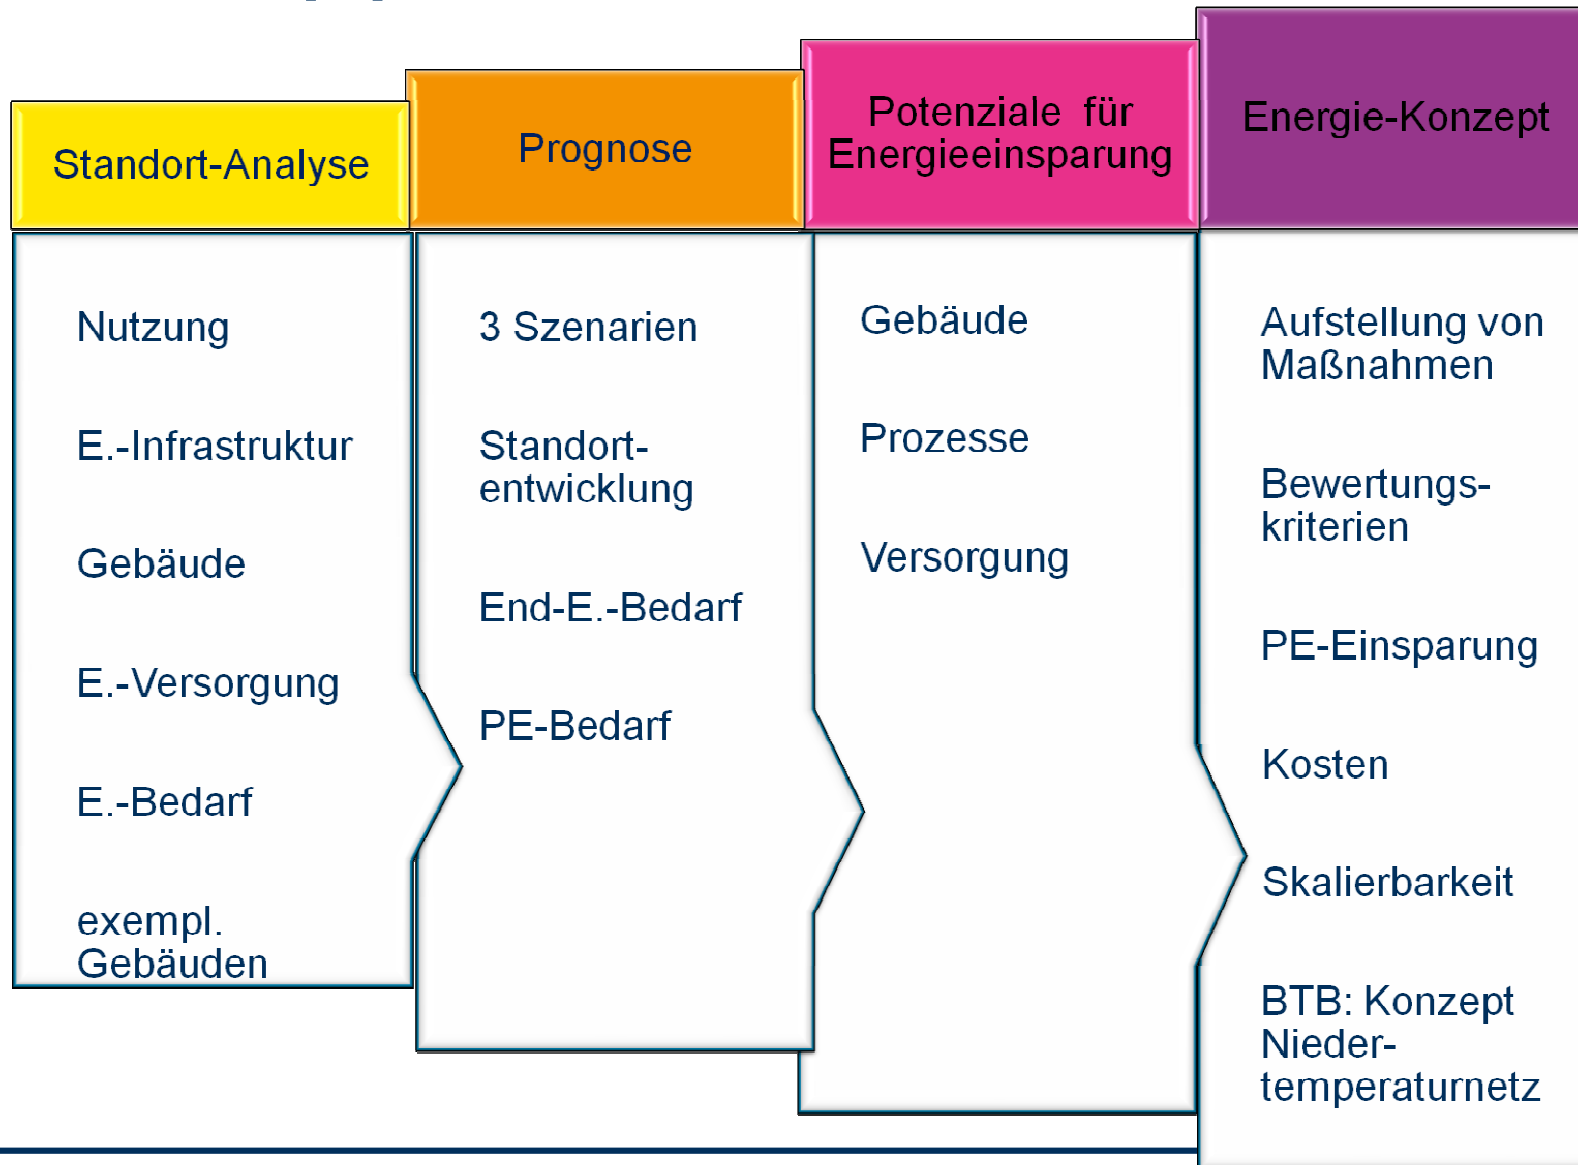 Standort-Analyse
Nutzung
E.-Infrastruktur
Gebäude
E.-Versorgung
E.-Bedarf
exempl.
Gebäuden
Prognose
3 Szenarien
Standort-
entwicklung
End-E.-Bedarf
PE-Bedarf
Potenziale für
Energieeinsparung
Gebäude
Prozesse
Versorgung
Energie-Konzept
Aufstellung von
Maßnahmen
Bewertungs-
kriterien
PE-Einsparung
Kosten
Skalierbarkeit
BTB: Konzept
Nieder-
temperaturnetz